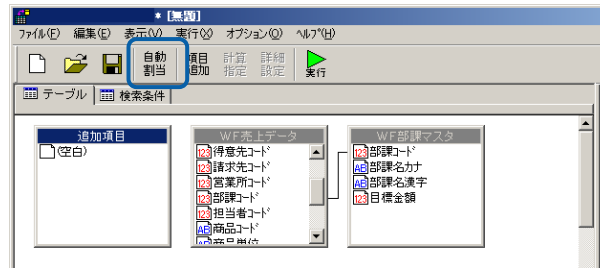 * [無題]
ファイル(F) 編集(E) 表示(V) 実行(X) オプション(O) ヘルプ(H)
自動割当 項目追加 計算指定 詳細設定 実行
テーブル 検索条件
追加項目
(空白)
WF売上データ
得意先コード
請求先コード
営業所コード
部課コード
担当者コード
商品コード
商品単位
WF部課マスタ
部課コード
部課名カナ
部課名漢字
目標金額